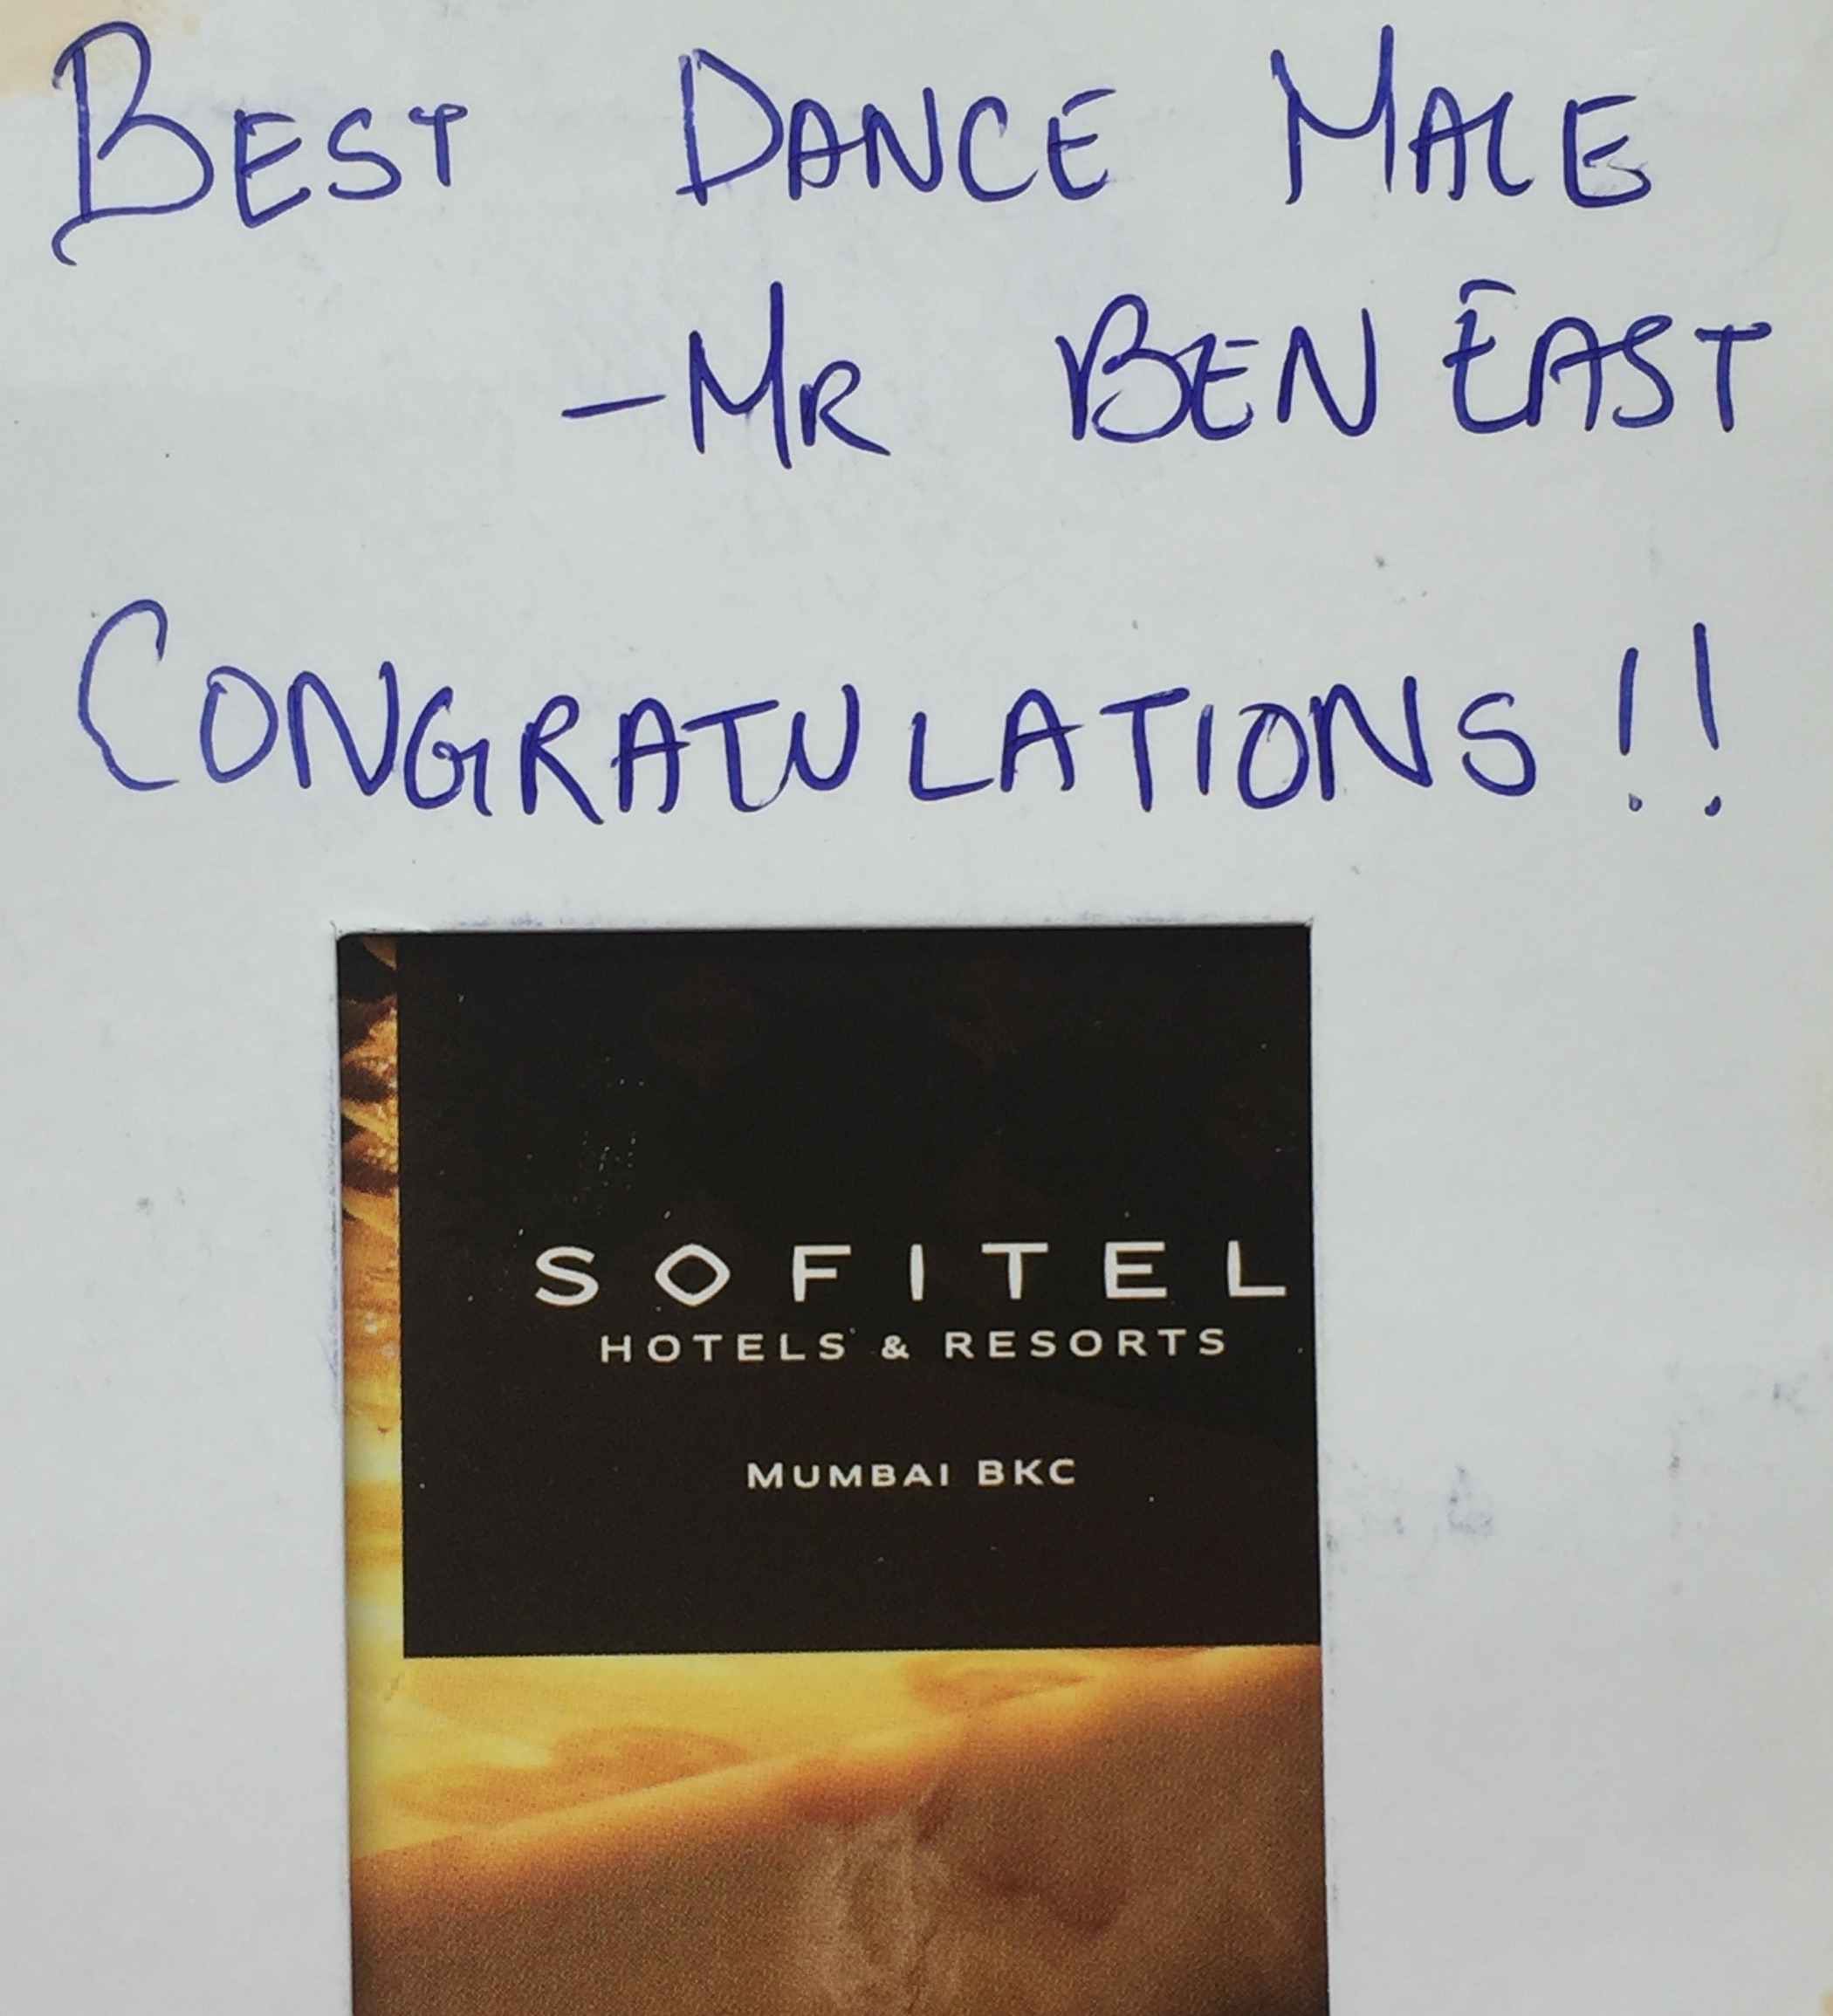 BEST DANCE MALE
- MR BEN EAST
CONGRATULATIONS!!
SOFITEL
HOTELS & RESORTS
MUMBAI BKC